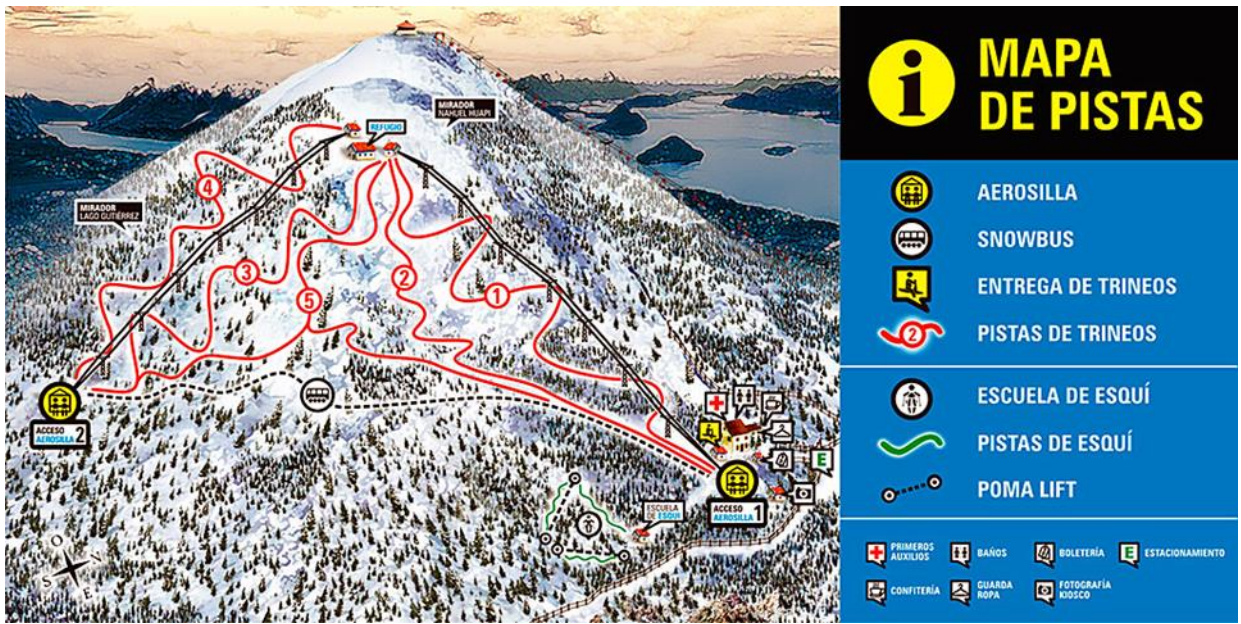 MIRADOR
NAHUEL HUAPI
REFUGIO
4
MIRADOR
LAGO GUTIÉRREZ
3
2
5
1
ACCESO
AEROSILLA 2
E
ACCESO
AEROSILLA 1
ESCUELA
DE ESQUI
O
N
S
E
i
MAPA
DE PISTAS
AEROSILLA
SNOWBUS
ENTREGA DE TRINEOS
2
PISTAS DE TRINEOS
ESCUELA DE ESQUÍ
PISTAS DE ESQUÍ
POMA LIFT
PRIMEROS
AUXILIOS
BAÑOS
BOLETERÍA
E
ESTACIONAMIENTO
CONFITERÍA
GUARDA
ROPA
FOTOGRAFÍA
KIOSCO